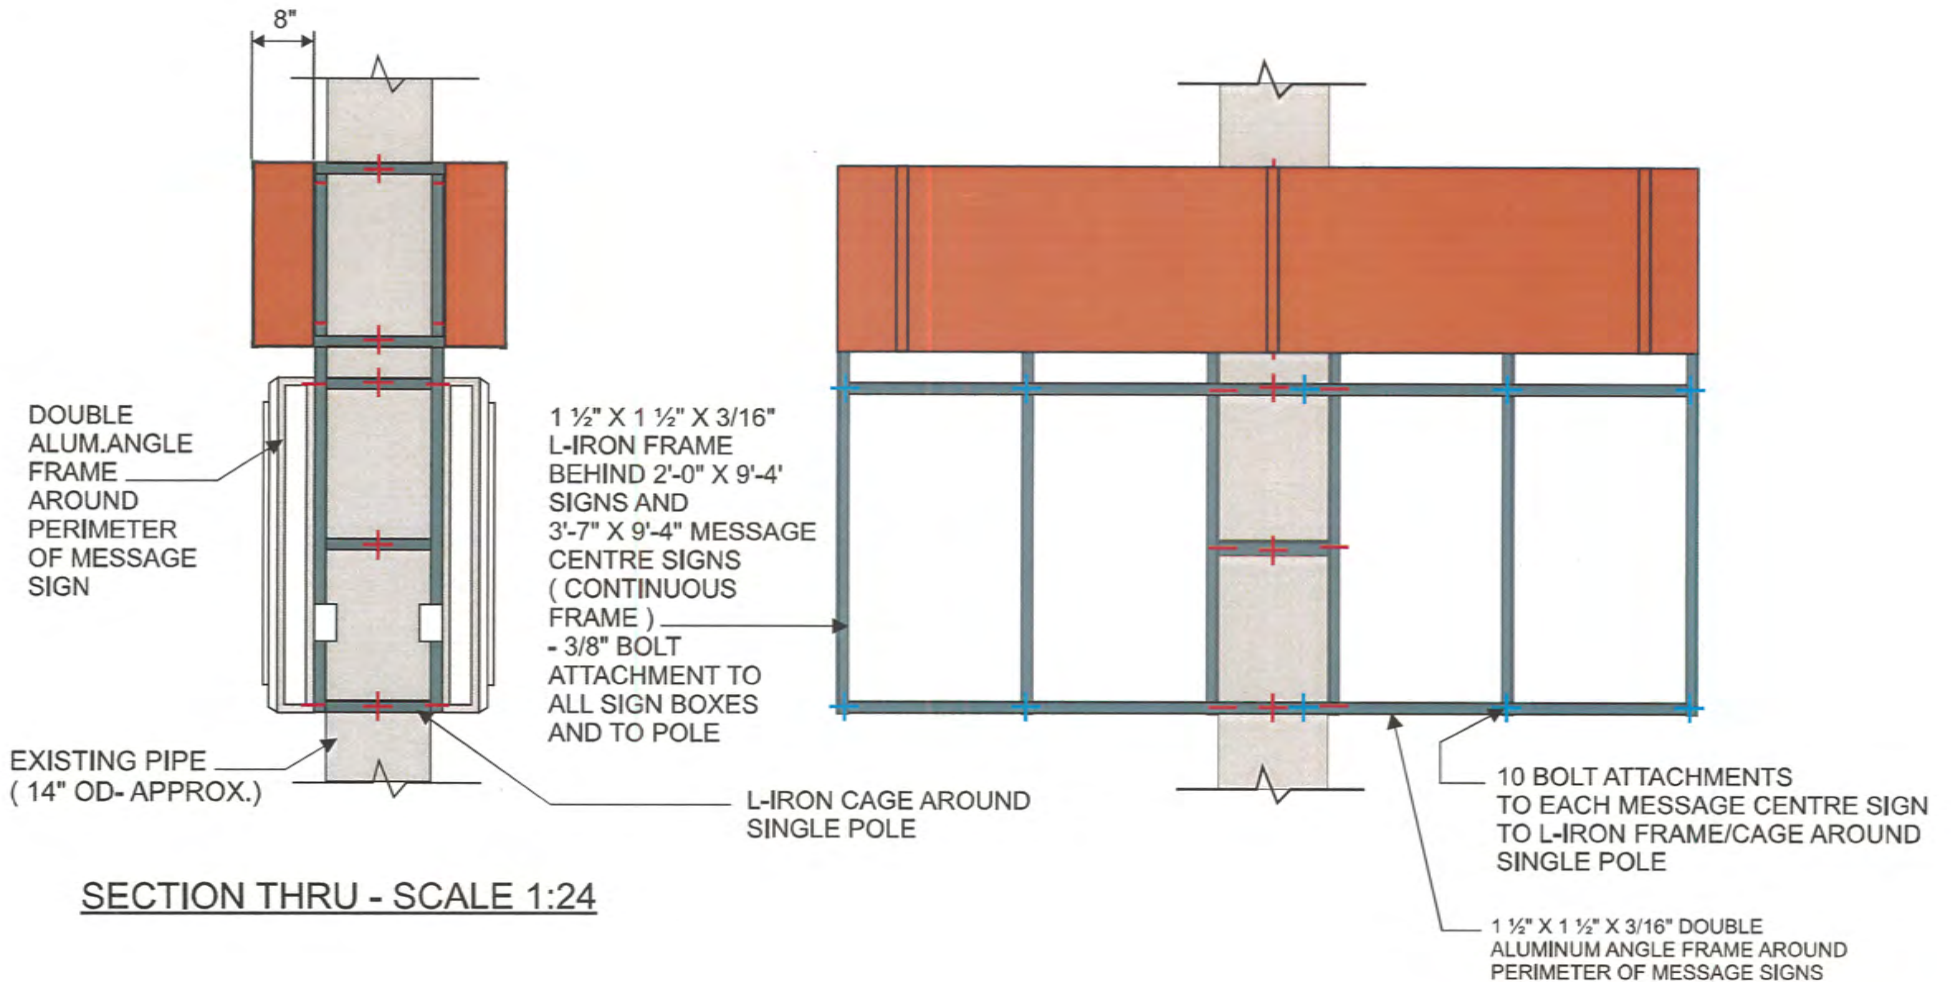 8"
DOUBLE
ALUM.ANGLE
FRAME
AROUND
PERIMETER
OF MESSAGE
SIGN
1 ½" X 1 ½" X 3/16"
L-IRON FRAME
BEHIND 2'-0" X 9'-4'
SIGNS AND
3'-7" X 9'-4" MESSAGE
CENTRE SIGNS
( CONTINUOUS
FRAME )
- 3/8" BOLT
ATTACHMENT TO
ALL SIGN BOXES
AND TO POLE
EXISTING PIPE
( 14" OD- APPROX.)
L-IRON CAGE AROUND
SINGLE POLE
10 BOLT ATTACHMENTS
TO EACH MESSAGE CENTRE SIGN
TO L-IRON FRAME/CAGE AROUND
SINGLE POLE
SECTION THRU - SCALE 1:24
1 ½" X 1 ½" X 3/16" DOUBLE
ALUMINUM ANGLE FRAME AROUND
PERIMETER OF MESSAGE SIGNS